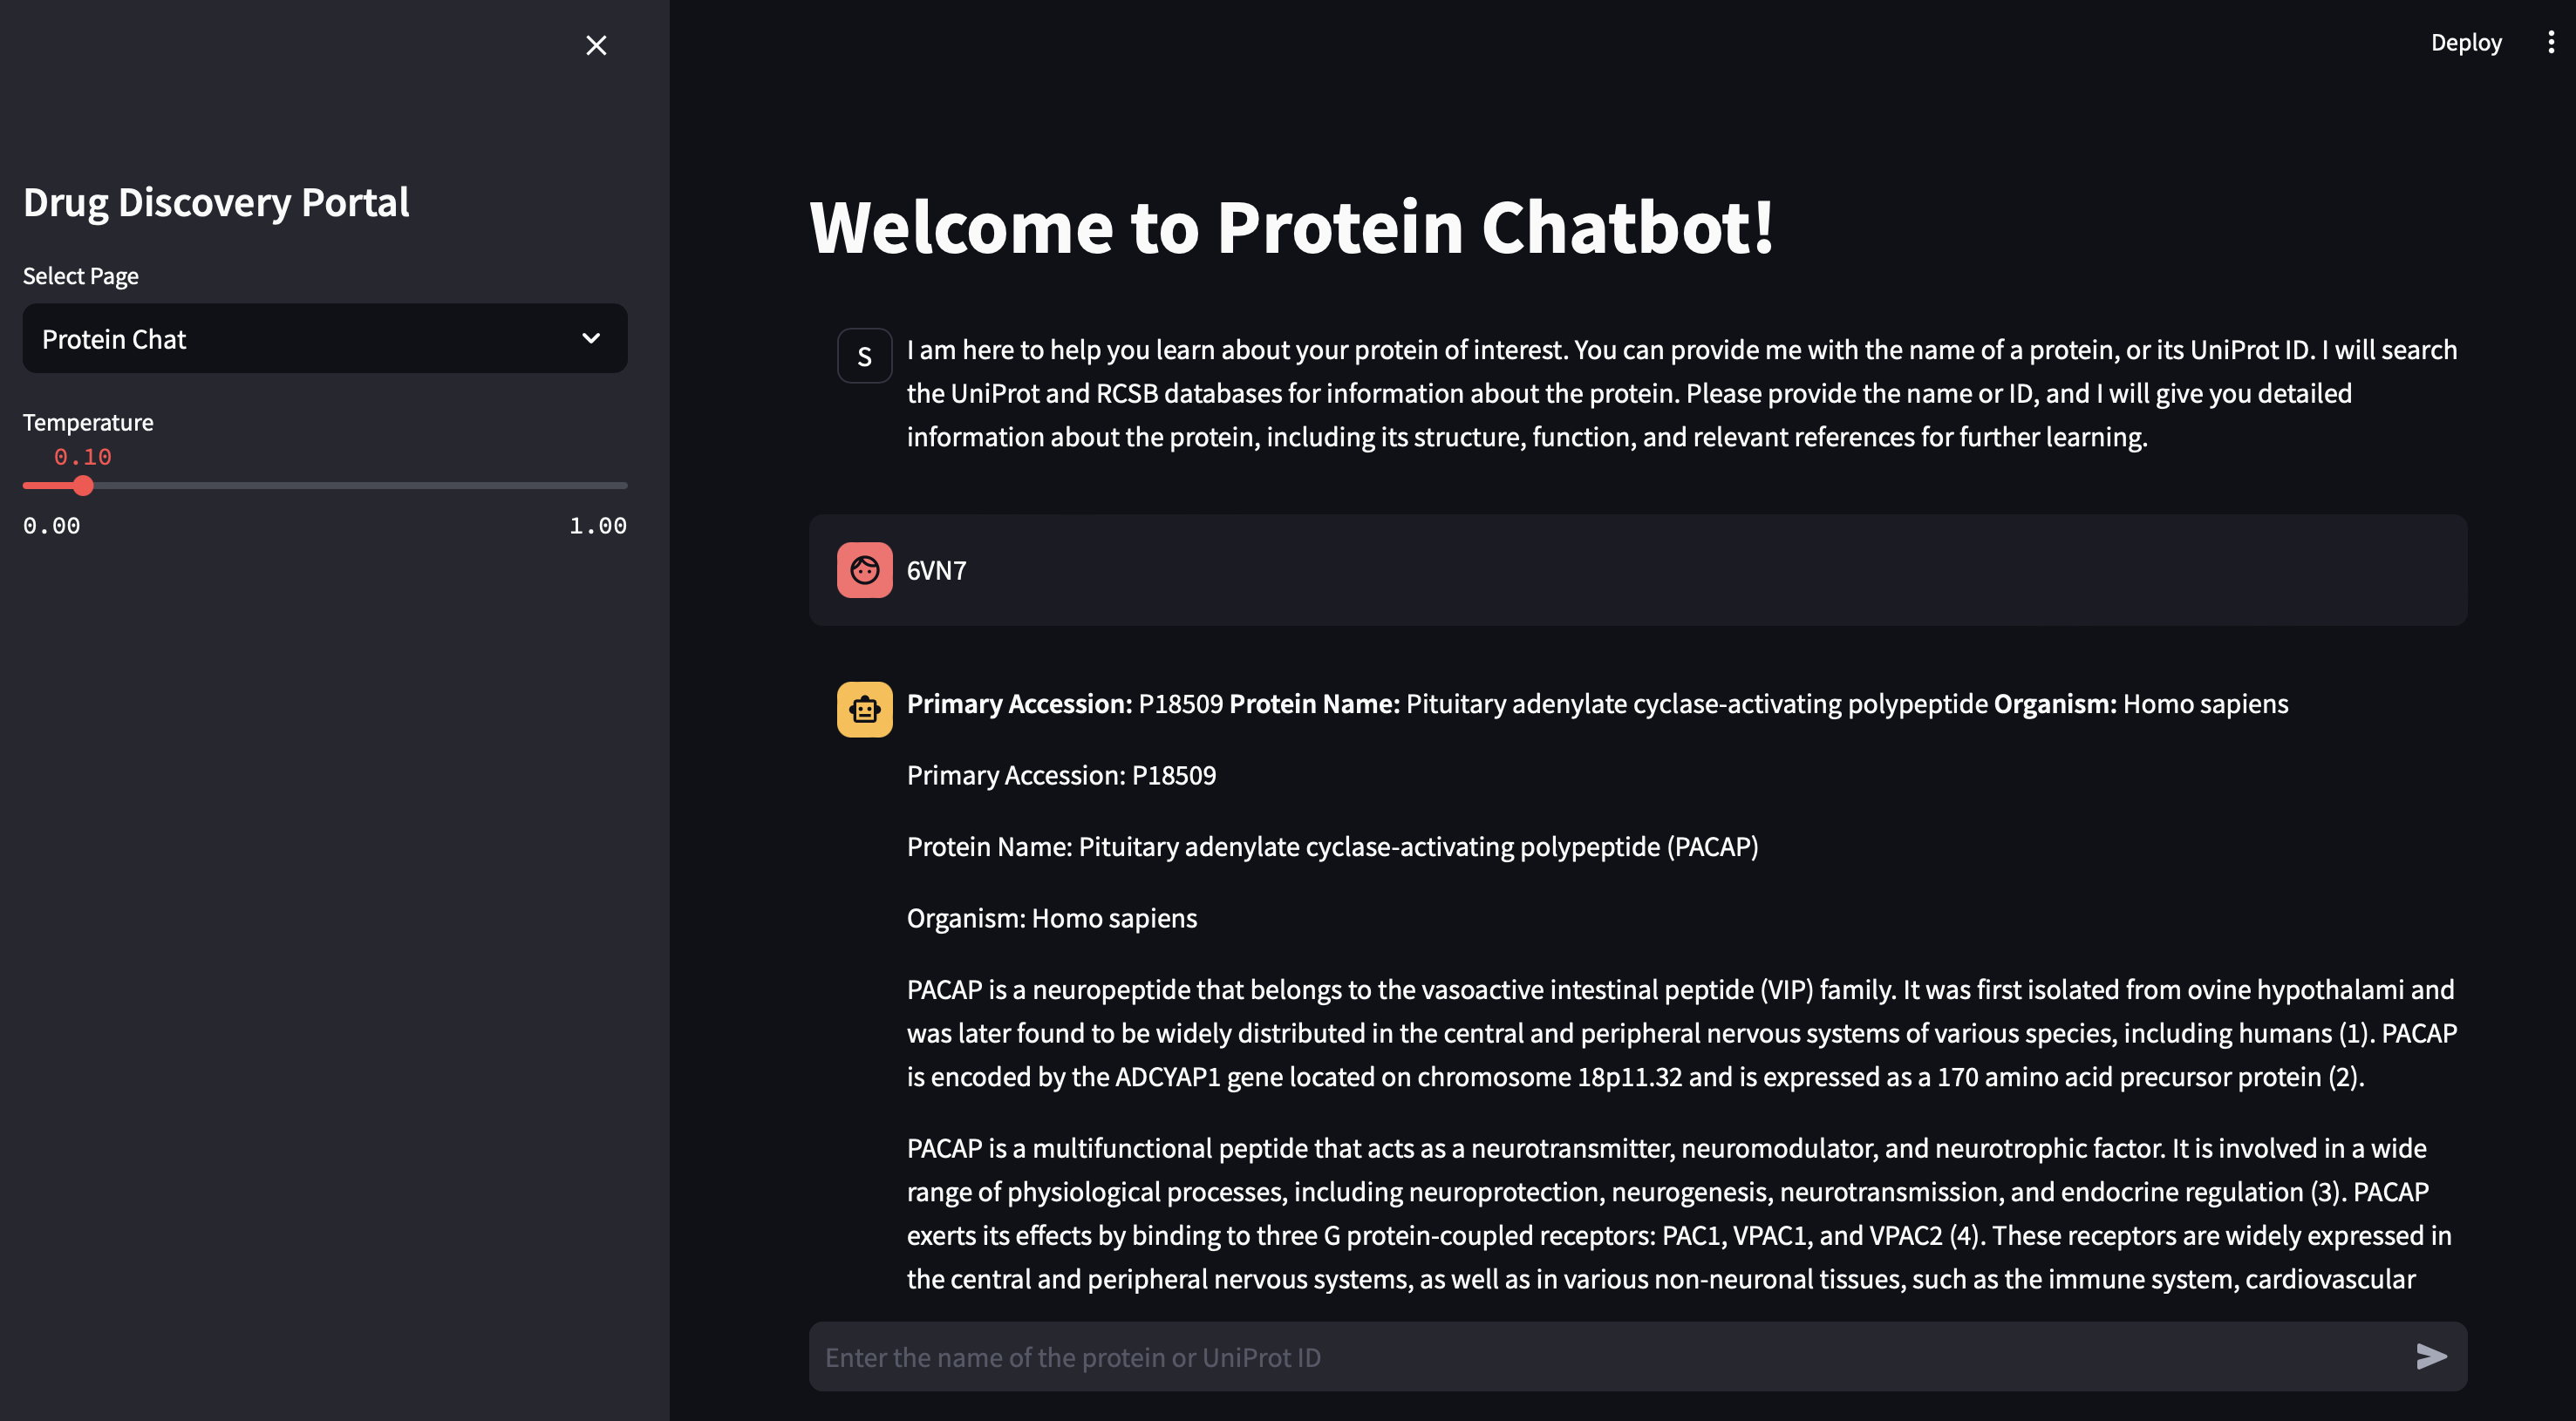 Deploy
Drug Discovery Portal
Select Page
Protein Chat
Temperature
0.10
0.00 1.00
Welcome to Protein Chatbot!
S
I am here to help you learn about your protein of interest. You can provide me with the name of a protein, or its UniProt ID. I will search
the UniProt and RCSB databases for information about the protein. Please provide the name or ID, and I will give you detailed
information about the protein, including its structure, function, and relevant references for further learning.
6VN7
Primary Accession: P18509 Protein Name: Pituitary adenylate cyclase-activating polypeptide Organism: Homo sapiens
Primary Accession: P18509
Protein Name: Pituitary adenylate cyclase-activating polypeptide (PACAP)
Organism: Homo sapiens
PACAP is a neuropeptide that belongs to the vasoactive intestinal peptide (VIP) family. It was first isolated from ovine hypothalami and
was later found to be widely distributed in the central and peripheral nervous systems of various species, including humans (1). PACAP
is encoded by the ADCYAP1 gene located on chromosome 18p11.32 and is expressed as a 170 amino acid precursor protein (2).
PACAP is a multifunctional peptide that acts as a neurotransmitter, neuromodulator, and neurotrophic factor. It is involved in a wide
range of physiological processes, including neuroprotection, neurogenesis, neurotransmission, and endocrine regulation (3). PACAP
exerts its effects by binding to three G protein-coupled receptors: PAC1, VPAC1, and VPAC2 (4). These receptors are widely expressed in
the central and peripheral nervous systems, as well as in various non-neuronal tissues, such as the immune system, cardiovascular
Enter the name of the protein or UniProt ID